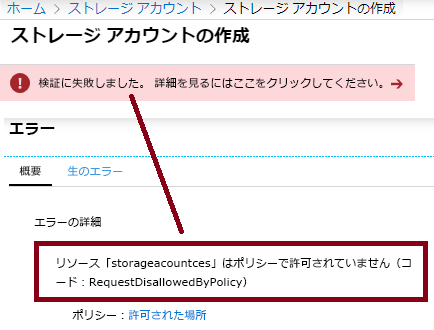 ホーム > ストレージ アカウント > ストレージ アカウントの作成
ストレージ アカウントの作成
検証に失敗しました。 詳細を見るにはここをクリックしてください。→
エラー
概要 生のエラー
エラーの詳細
リソース「storageacountces」はポリシーで許可されていません（コ
ード：RequestDisallowedByPolicy）
ポリシー：許可された場所